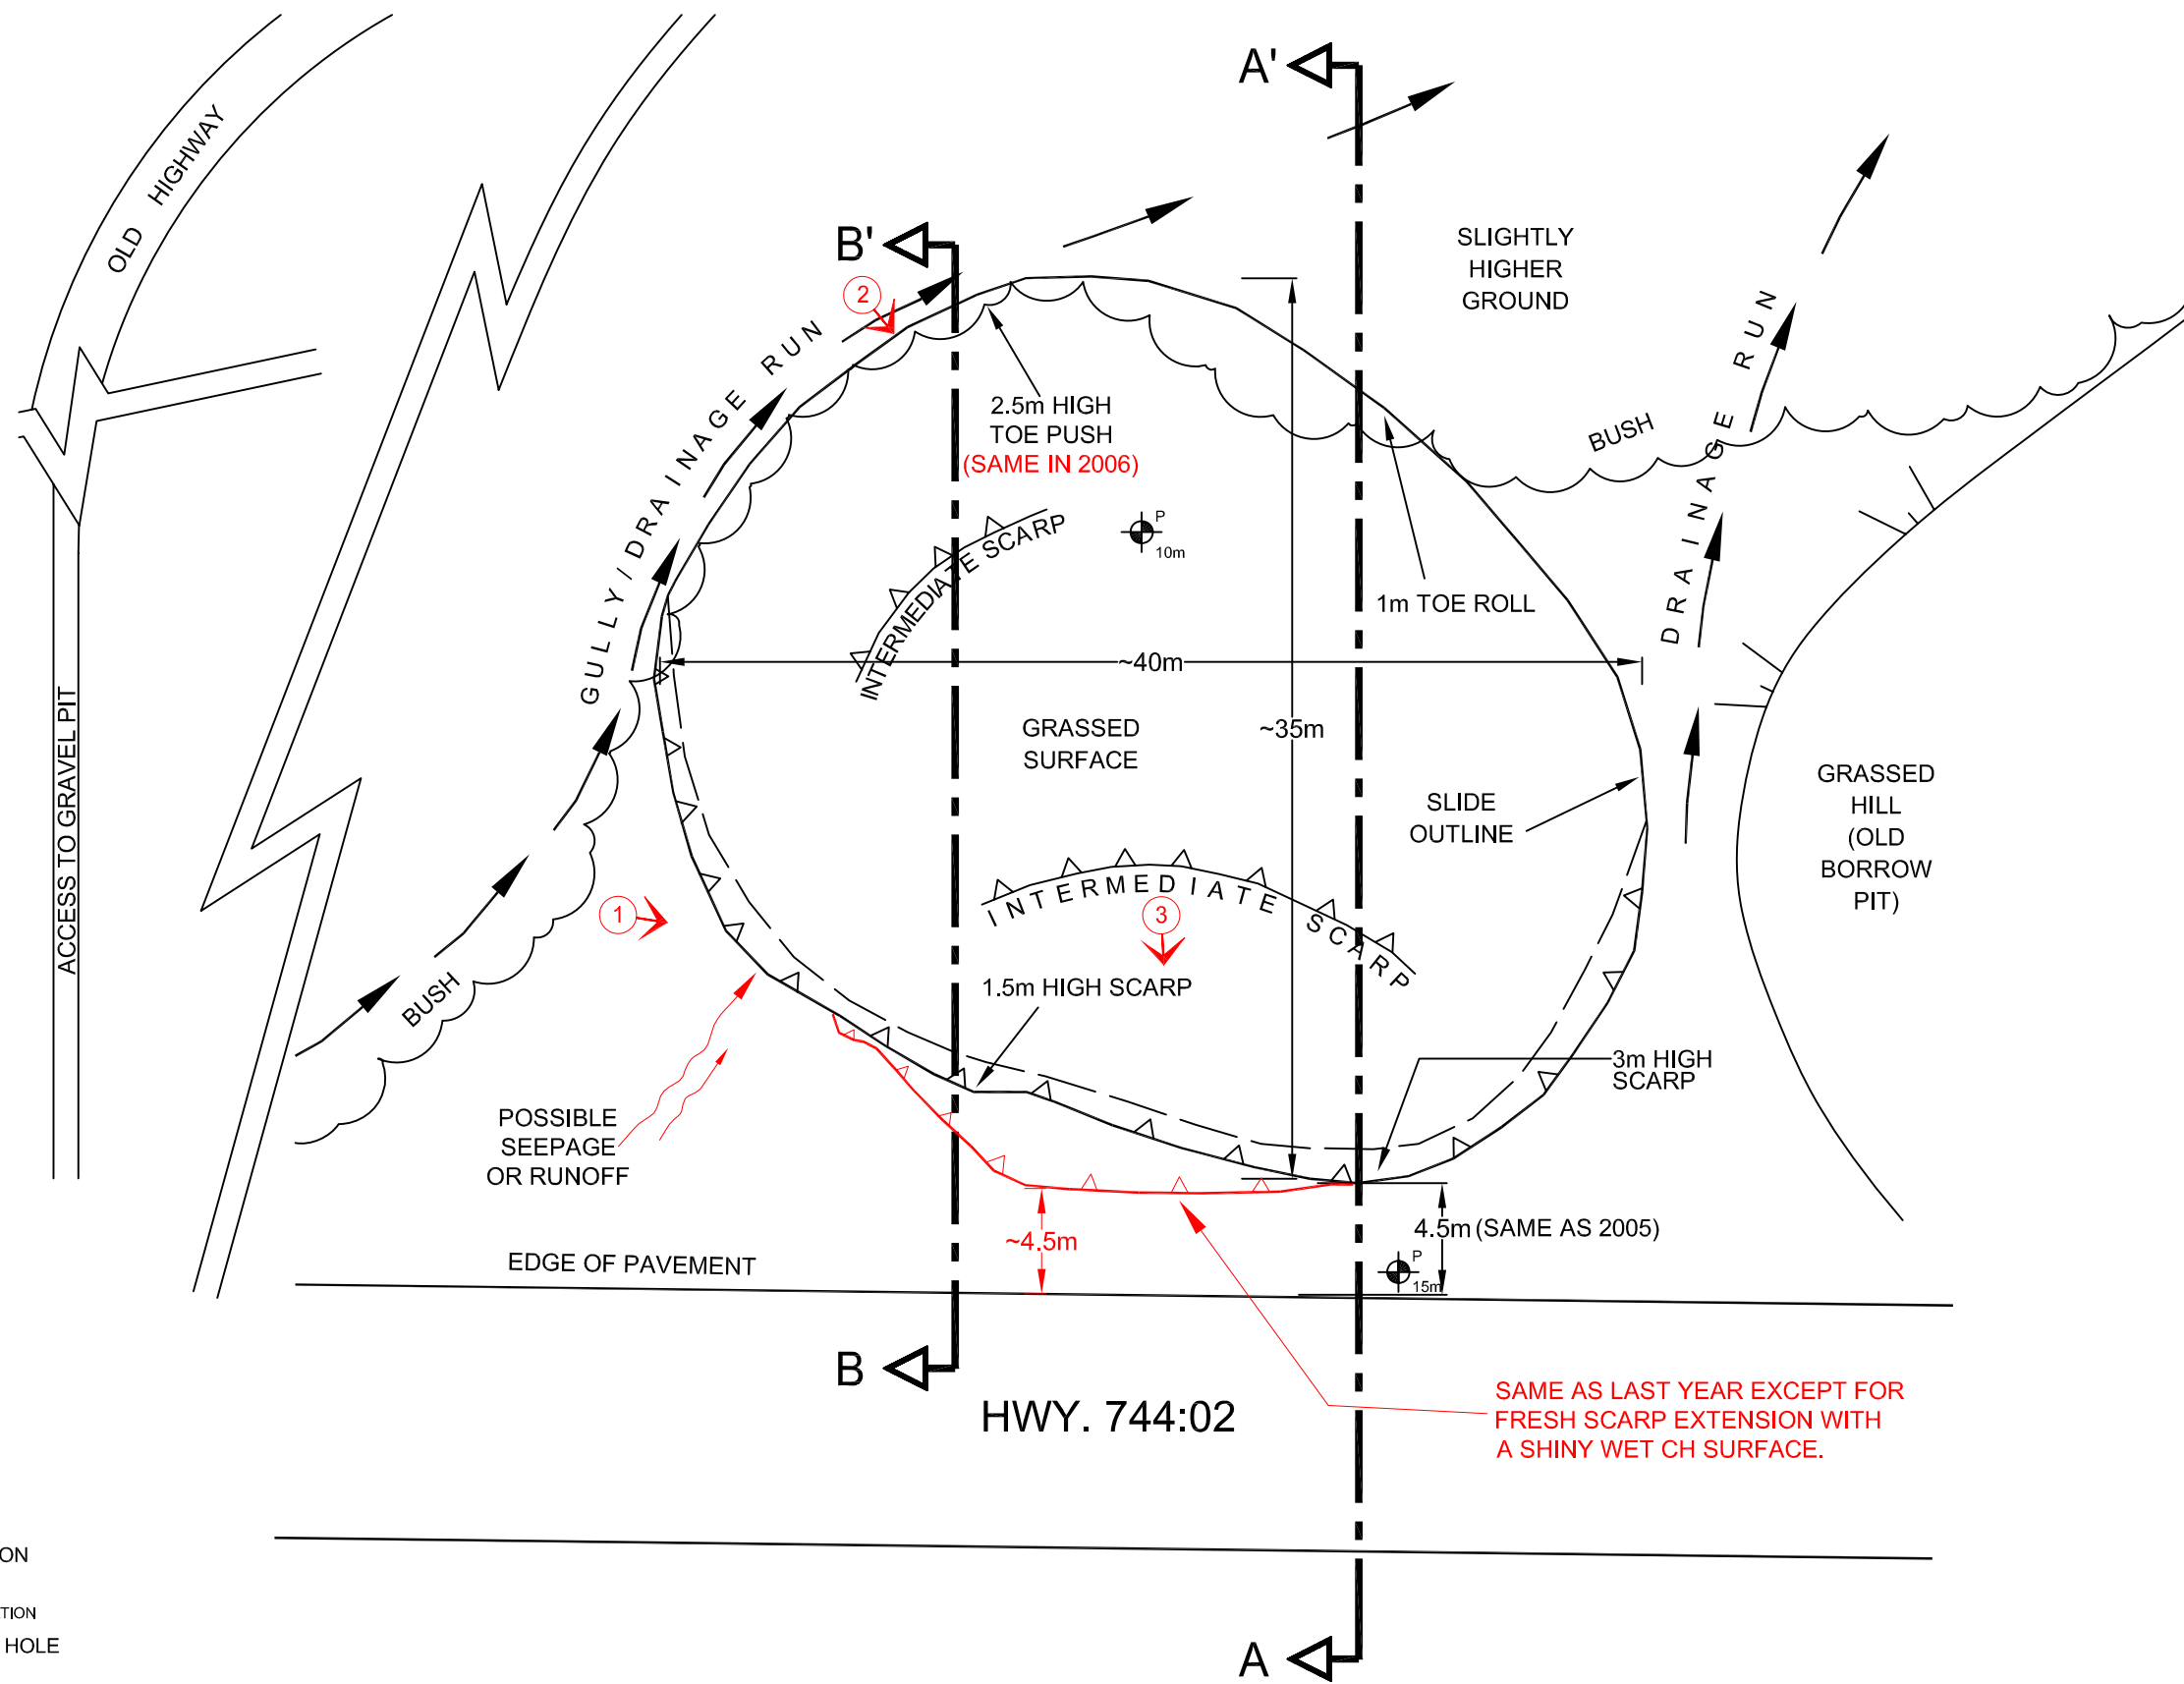 A'
OLD HIGHWAY
B'
SLIGHTLY
HIGHER
GROUND
2
GULLY/DRAINAGE RUN
DRAINAGE RUN
2.5m HIGH
TOE PUSH
(SAME IN 2006)
BUSH
INTERMEDIATE SCARP
P
10m
1m TOE ROLL
~40m
ACCESS TO GRAVEL PIT
GRASSED
SURFACE
~35m
SLIDE
OUTLINE
GRASSED
HILL
(OLD
BORROW
PIT)
INTERMEDIATE SCARP
1
3
BUSH
1.5m HIGH SCARP
3m HIGH
SCARP
POSSIBLE
SEEPAGE
OR RUNOFF
~4.5m
4.5m (SAME AS 2005)
EDGE OF PAVEMENT
P
15m
B
HWY. 744:02
SAME AS LAST YEAR EXCEPT FOR
FRESH SCARP EXTENSION WITH
A SHINY WET CH SURFACE.
ON
TION
HOLE
A